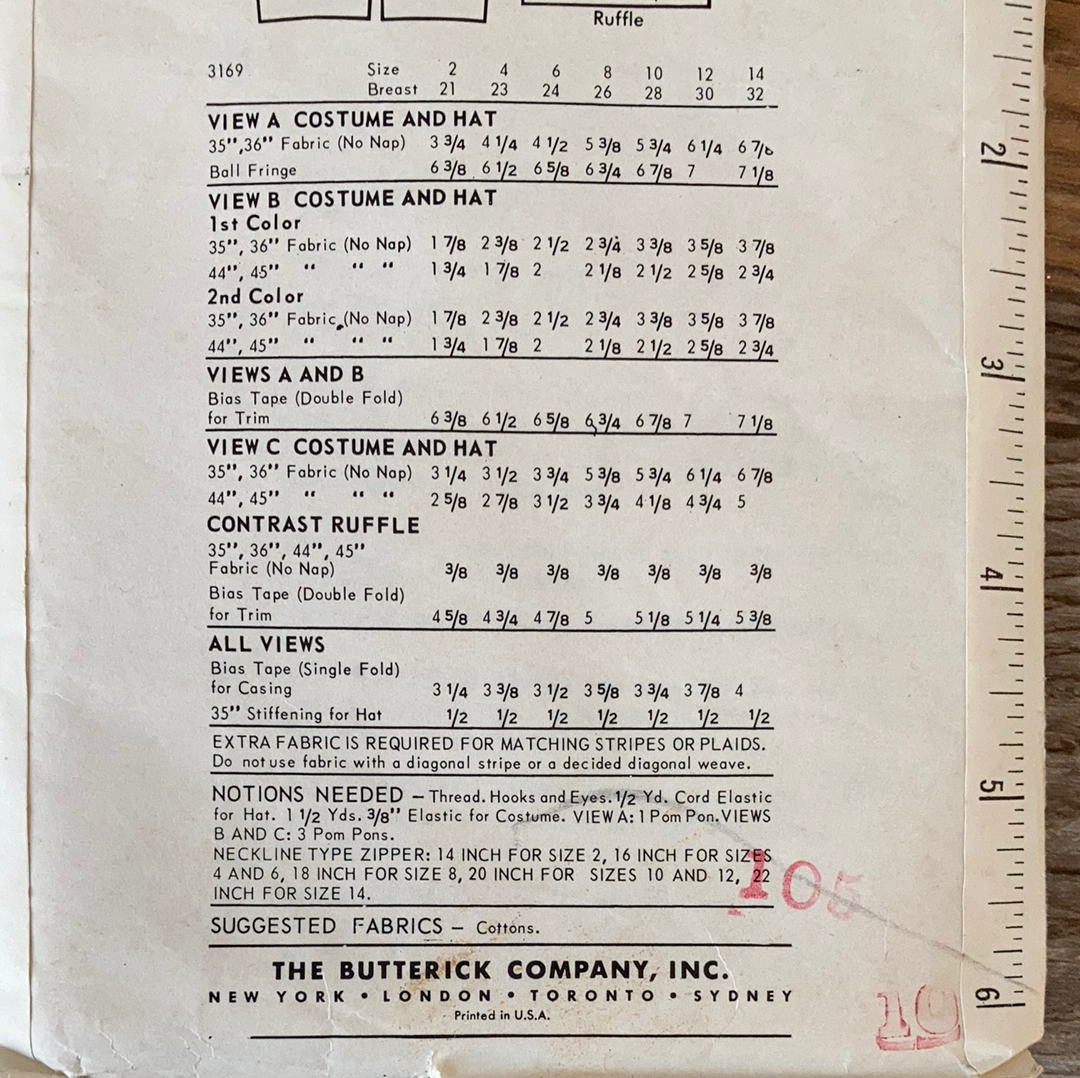 Ruffle
3169 Size 2 4 6 8 10 12 14
Breast 21 23 24 26 28 30 32
VIEW A COSTUME AND HAT
35",36" Fabric (No Nap) 3 3/4 4 1/4 4 1/2 5 3/8 5 3/4 6 1/4 6 7/8
Ball Fringe 6 3/8 6 1/2 6 5/8 6 3/4 6 7/8 7 7 1/8
VIEW B COSTUME AND HAT
1st Color
35", 36" Fabric (No Nap) 1 7/8 2 3/8 2 1/2 2 3/4 3 3/8 3 5/8 3 7/8
44", 45" " " " 1 3/4 1 7/8 2 2 1/8 2 1/2 2 5/8 2 3/4
2nd Color
35", 36" Fabric (No Nap) 1 7/8 2 3/8 2 1/2 2 3/4 3 3/8 3 5/8 3 7/8
44", 45" " " " 1 3/4 1 7/8 2 2 1/8 2 1/2 2 5/8 2 3/4
VIEWS A AND B
Bias Tape (Double Fold)
for Trim 6 3/8 6 1/2 6 5/8 6 3/4 6 7/8 7 7 1/8
VIEW C COSTUME AND HAT
35", 36" Fabric (No Nap) 3 1/4 3 1/2 3 3/4 5 3/8 5 3/4 6 1/4 6 7/8
44", 45" " " " 2 5/8 2 7/8 3 1/2 3 3/4 4 1/8 4 3/4 5
CONTRAST RUFFLE
35", 36", 44", 45"
Fabric (No Nap) 3/8 3/8 3/8 3/8 3/8 3/8 3/8
Bias Tape (Double Fold)
for Trim 4 5/8 4 3/4 4 7/8 5 5 1/8 5 1/4 5 3/8
ALL VIEWS
Bias Tape (Single Fold)
for Casing 3 1/4 3 3/8 3 1/2 3 5/8 3 3/4 3 7/8 4
35" Stiffening for Hat 1/2 1/2 1/2 1/2 1/2 1/2 1/2
EXTRA FABRIC IS REQUIRED FOR MATCHING STRIPES OR PLAIDS.
Do not use fabric with a diagonal stripe or a decided diagonal weave.
NOTIONS NEEDED – Thread. Hooks and Eyes. 1/2 Yd. Cord Elastic
for Hat. 1 1/2 Yds. 3/8" Elastic for Costume. VIEW A: 1 Pom Pon. VIEWS
B AND C: 3 Pom Pons.
NECKLINE TYPE ZIPPER: 14 INCH FOR SIZE 2, 16 INCH FOR SIZES
4 AND 6, 18 INCH FOR SIZE 8, 20 INCH FOR SIZES 10 AND 12, 22
INCH FOR SIZE 14.
105
SUGGESTED FABRICS – Cottons.
THE BUTTERICK COMPANY, INC.
NEW YORK • LONDON • TORONTO • SYDNEY
Printed in U.S.A.
10
2
3
4
5
6